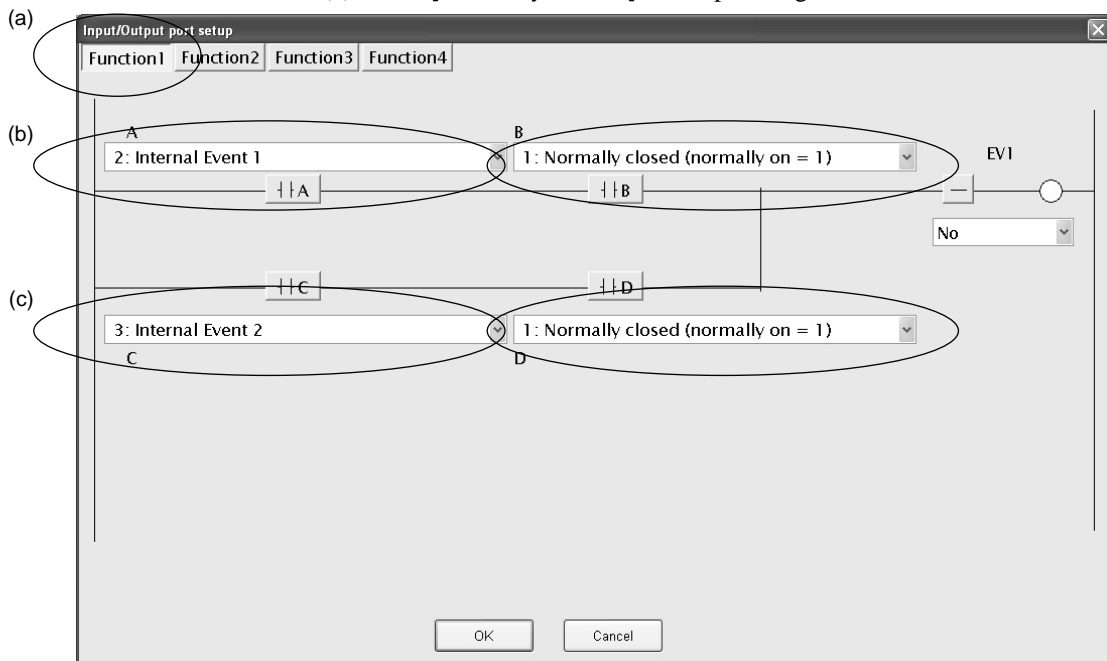 (a)
Input/Output port setup
Function1 Function2 Function3 Function4
(b)
A B
2: Internal Event 1 1: Normally closed (normally on = 1) EV1
A B
No
(c)
C D
3: Internal Event 2 1: Normally closed (normally on = 1)
C D
OK Cancel